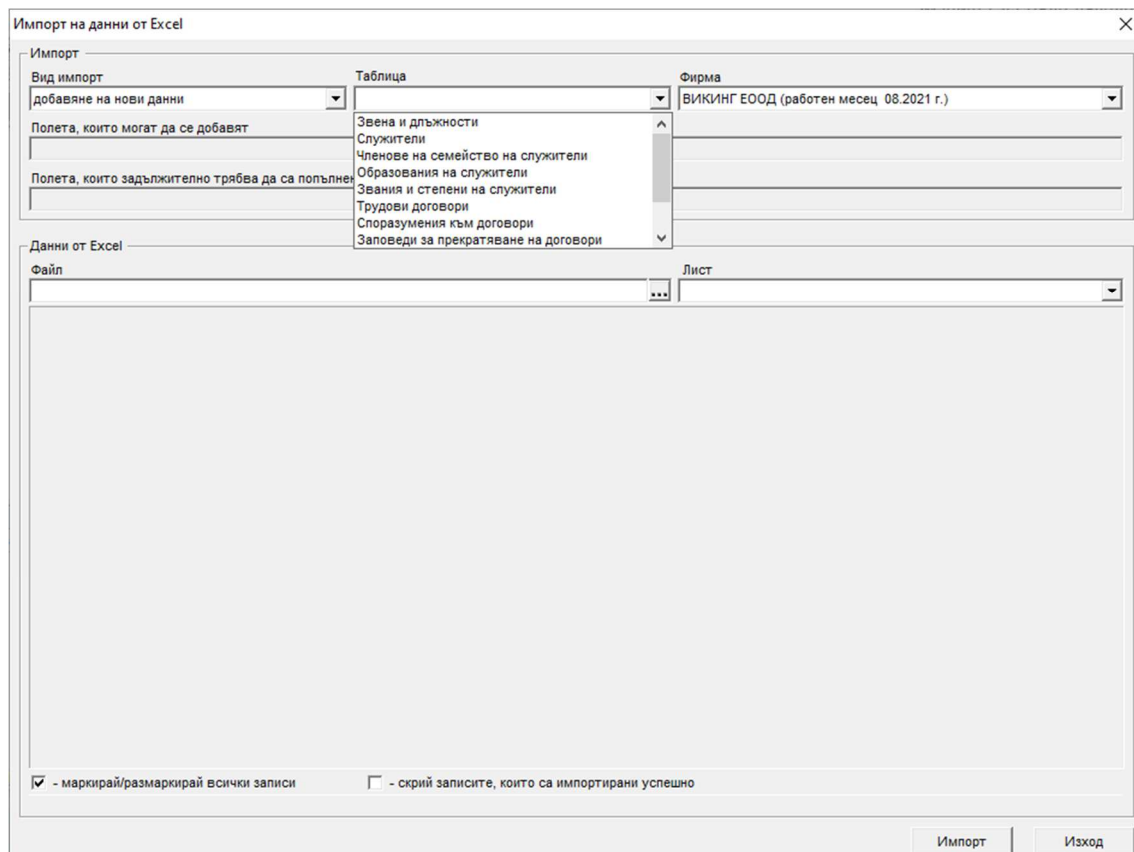 Импорт на данни от Excel
Импорт
Вид импорт
Таблица
Фирма
добавяне на нови данни
ВИКИНГ ЕООД (работен месец 08.2021 г.)
Полета, които могат да се добавят
Звена и длъжности
Служители
Членове на семейство на служители
Образования на служители
Звания и степени на служители
Трудови договори
Споразумения към договори
Заповеди за прекратяване на договори
Полета, които задължително трябва да са
Данни от Excel
Файл
Лист
...
- маркирай/размаркирай всички записи
- скрий записите, които са импортирани успешно
Импорт
Изход